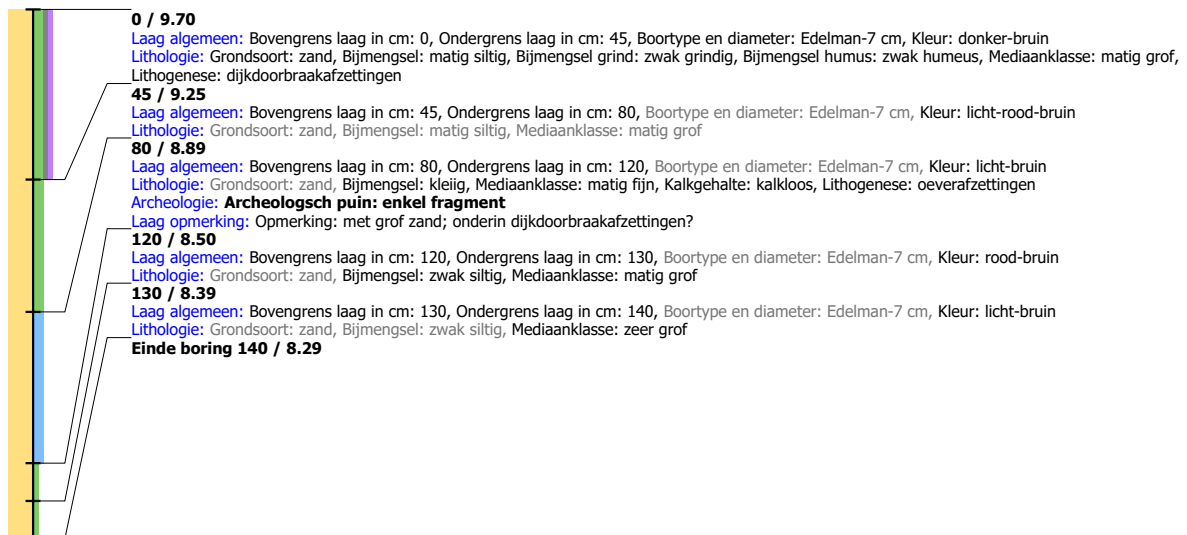 0 / 9.70
Laag algemeen: Bovengrens laag in cm: 0, Ondergrens laag in cm: 45, Boortype en diameter: Edelman-7 cm, Kleur: donker-bruin
Lithologie: Grondsoort: zand, Bijmengsel: matig siltig, Bijmengsel grind: zwak grindig, Bijmengsel humus: zwak humeus, Mediaanklasse: matig grof,
Lithogenese: dijkdoorbraakafzettingen
45 / 9.25
Laag algemeen: Bovengrens laag in cm: 45, Ondergrens laag in cm: 80, Boortype en diameter: Edelman-7 cm, Kleur: licht-rood-bruin
Lithologie: Grondsoort: zand, Bijmengsel: matig siltig, Mediaanklasse: matig grof
80 / 8.89
Laag algemeen: Bovengrens laag in cm: 80, Ondergrens laag in cm: 120, Boortype en diameter: Edelman-7 cm, Kleur: licht-bruin
Lithologie: Grondsoort: zand, Bijmengsel: kleiig, Mediaanklasse: matig fijn, Kalkgehalte: kalkloos, Lithogenese: oeverafzettingen
Archeologie: Archeologsch puin: enkel fragment
Laag opmerking: Opmerking: met grof zand; onderin dijkdoorbraakafzettingen?
120 / 8.50
Laag algemeen: Bovengrens laag in cm: 120, Ondergrens laag in cm: 130, Boortype en diameter: Edelman-7 cm, Kleur: rood-bruin
Lithologie: Grondsoort: zand, Bijmengsel: zwak siltig, Mediaanklasse: matig grof
130 / 8.39
Laag algemeen: Bovengrens laag in cm: 130, Ondergrens laag in cm: 140, Boortype en diameter: Edelman-7 cm, Kleur: licht-bruin
Lithologie: Grondsoort: zand, Bijmengsel: zwak siltig, Mediaanklasse: zeer grof
Einde boring 140 / 8.29